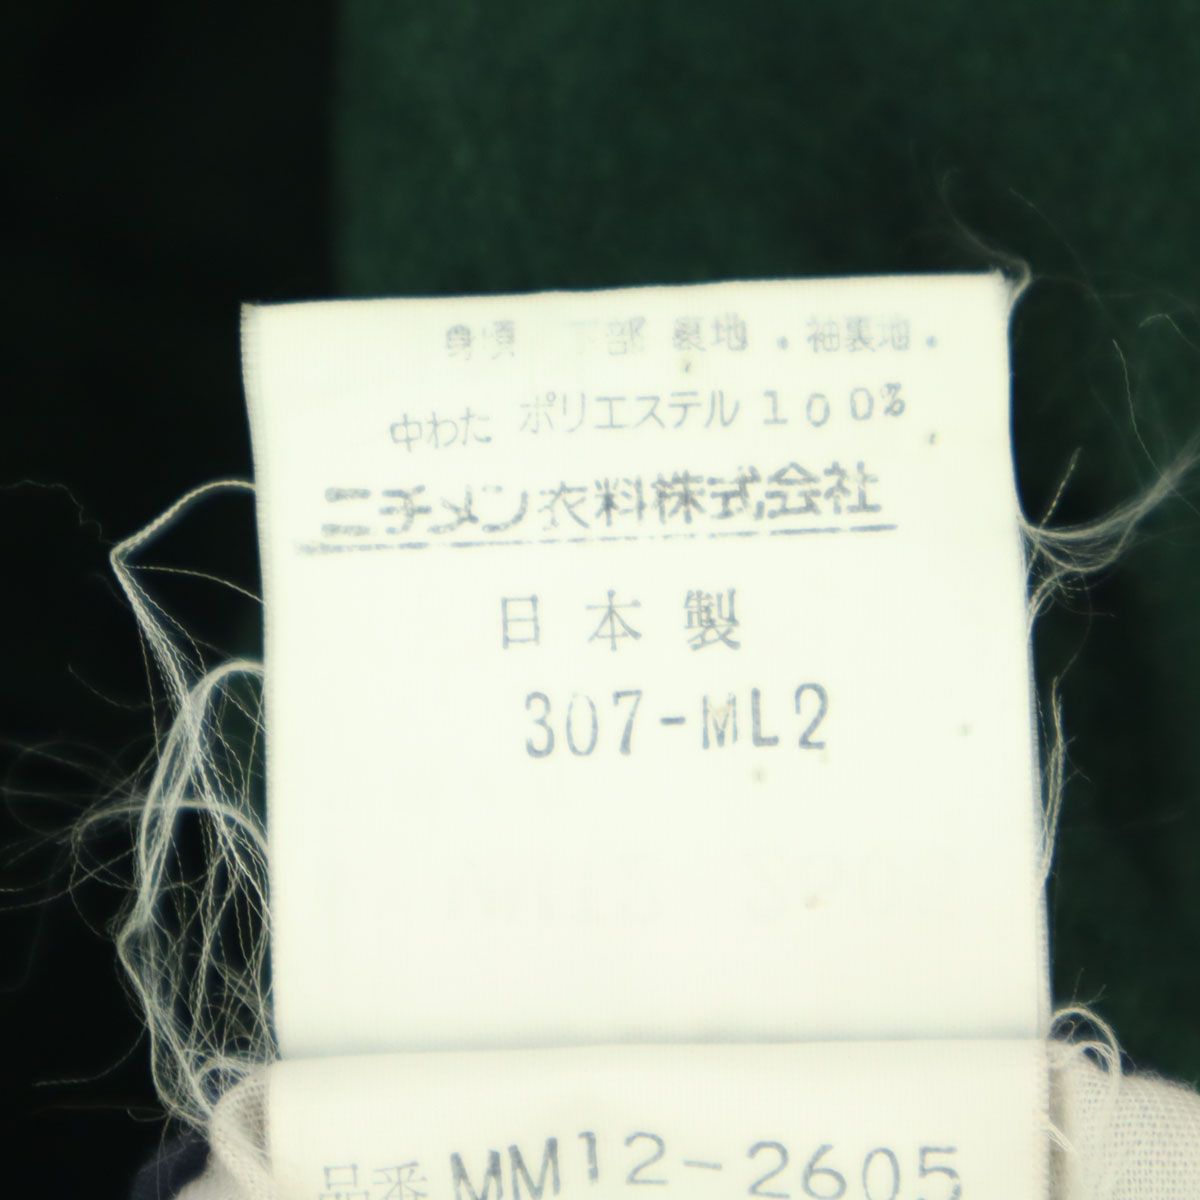 身頃 下部 裏地 . 袖裏地 .
中わた ポリエステル 100%
ニチメン衣料株式会社
日本製
307-ML2
品番 MM12-2605